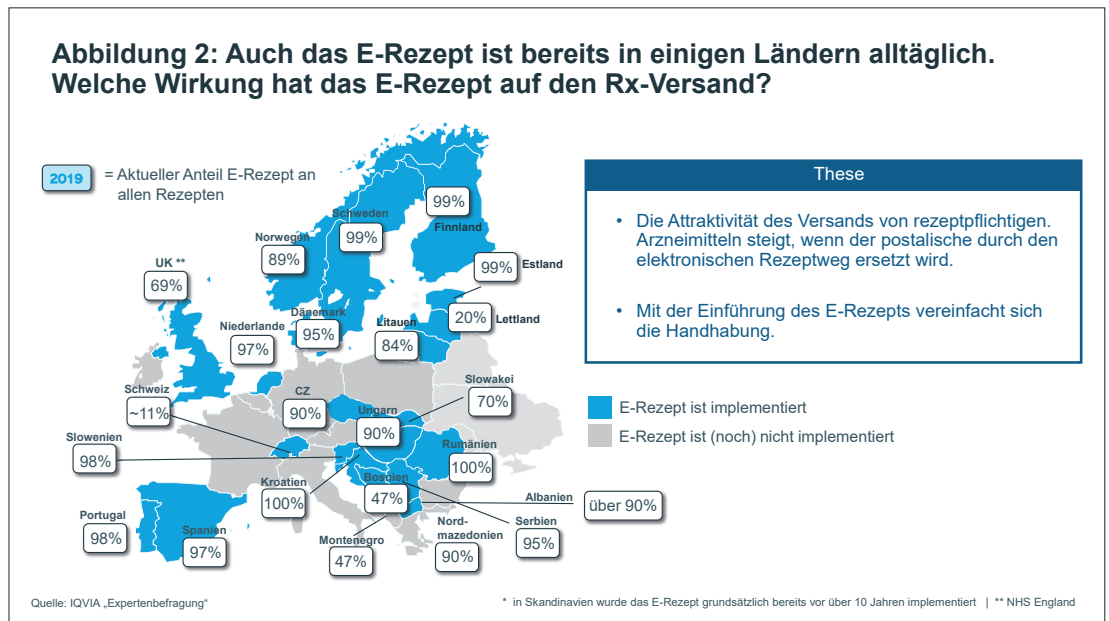 Abbildung 2: Auch das E-Rezept ist bereits in einigen Ländern alltäglich.
Welche Wirkung hat das E-Rezept auf den Rx-Versand?
2019 = Aktueller Anteil E-Rezept an
allen Rezepten
99%
Finnland
Schweden
99%
Norwegen
89%
Estland
99%
UK **
69%
20% Lettland
Dänemark
95%
Litauen
84%
Niederlande
97%
Schweiz
~11%
CZ
90%
Slowakei
70%
Ungarn
90%
Slowenien
98%
Rumänien
100%
Kroatien
100%
Bosnien
47%
Albanien über 90%
Portugal
98%
Spanien
97%
Montenegro
47%
Nord-
mazedonien
90%
Serbien
95%
These
• Die Attraktivität des Versands von rezeptpflichtigen.
Arzneimitteln steigt, wenn der postalische durch den
elektronischen Rezeptweg ersetzt wird.
• Mit der Einführung des E-Rezepts vereinfacht sich
die Handhabung.
E-Rezept ist implementiert
E-Rezept ist (noch) nicht implementiert
Quelle: IQVIA „Expertenbefragung“
* in Skandinavien wurde das E-Rezept grundsätzlich bereits vor über 10 Jahren implementiert | ** NHS England